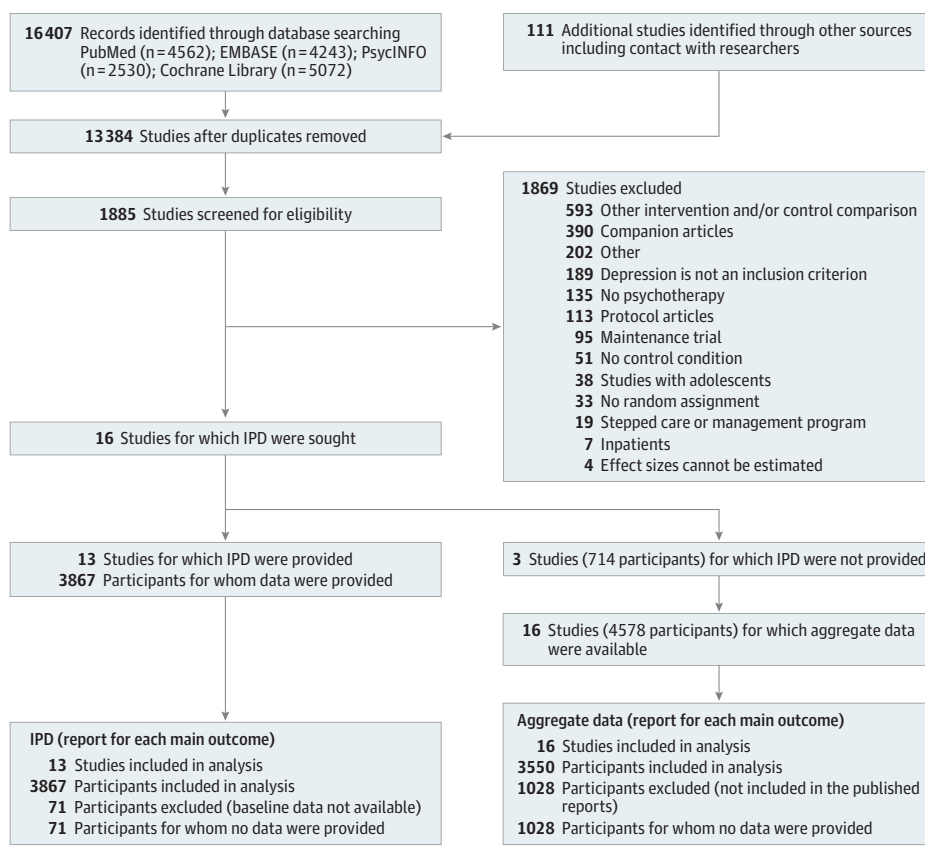 16 407 Records identified through database searching
PubMed (n = 4562); EMBASE (n = 4243); PsycINFO
(n = 2530); Cochrane Library (n = 5072)
111 Additional studies identified through other sources
including contact with researchers
13 384 Studies after duplicates removed
1885 Studies screened for eligibility
1869 Studies excluded
593 Other intervention and/or control comparison
390 Companion articles
202 Other
189 Depression is not an inclusion criterion
135 No psychotherapy
113 Protocol articles
95 Maintenance trial
51 No control condition
38 Studies with adolescents
33 No random assignment
19 Stepped care or management program
7 Inpatients
4 Effect sizes cannot be estimated
16 Studies for which IPD were sought
13 Studies for which IPD were provided
3867 Participants for whom data were provided
3 Studies (714 participants) for which IPD were not provided
16 Studies (4578 participants) for which aggregate data
were available
IPD (report for each main outcome)
13 Studies included in analysis
3867 Participants included in analysis
71 Participants excluded (baseline data not available)
71 Participants for whom no data were provided
Aggregate data (report for each main outcome)
16 Studies included in analysis
3550 Participants included in analysis
1028 Participants excluded (not included in the published
reports)
1028 Participants for whom no data were provided